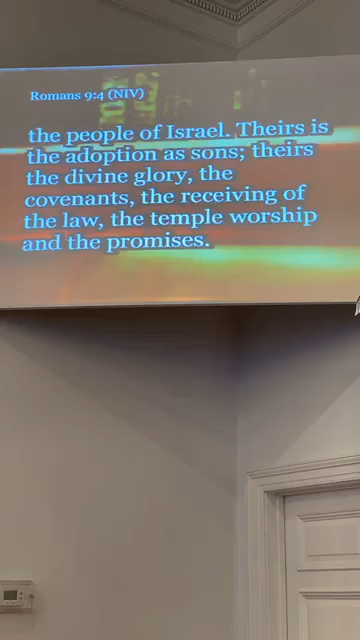 Romans 9:4 (NIV)
the people of Israel. Theirs is
the adoption as sons; theirs
the divine glory, the
covenants, the receiving of
the law, the temple worship
and the promises.